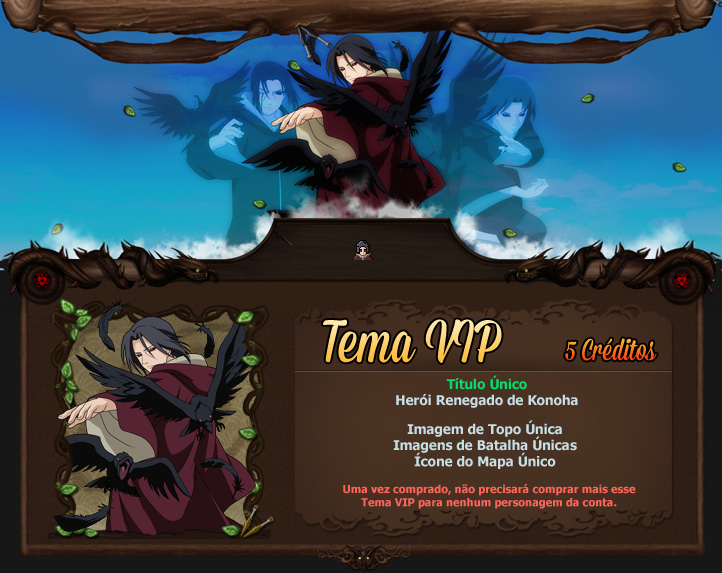 Tema VIP
5 Créditos
Título Único
Herói Renegado de Konoha
Imagem de Topo Única
Imagens de Batalha Únicas
Ícone do Mapa Único
Uma vez comprado, não precisará comprar mais esse
Tema VIP para nenhum personagem da conta.